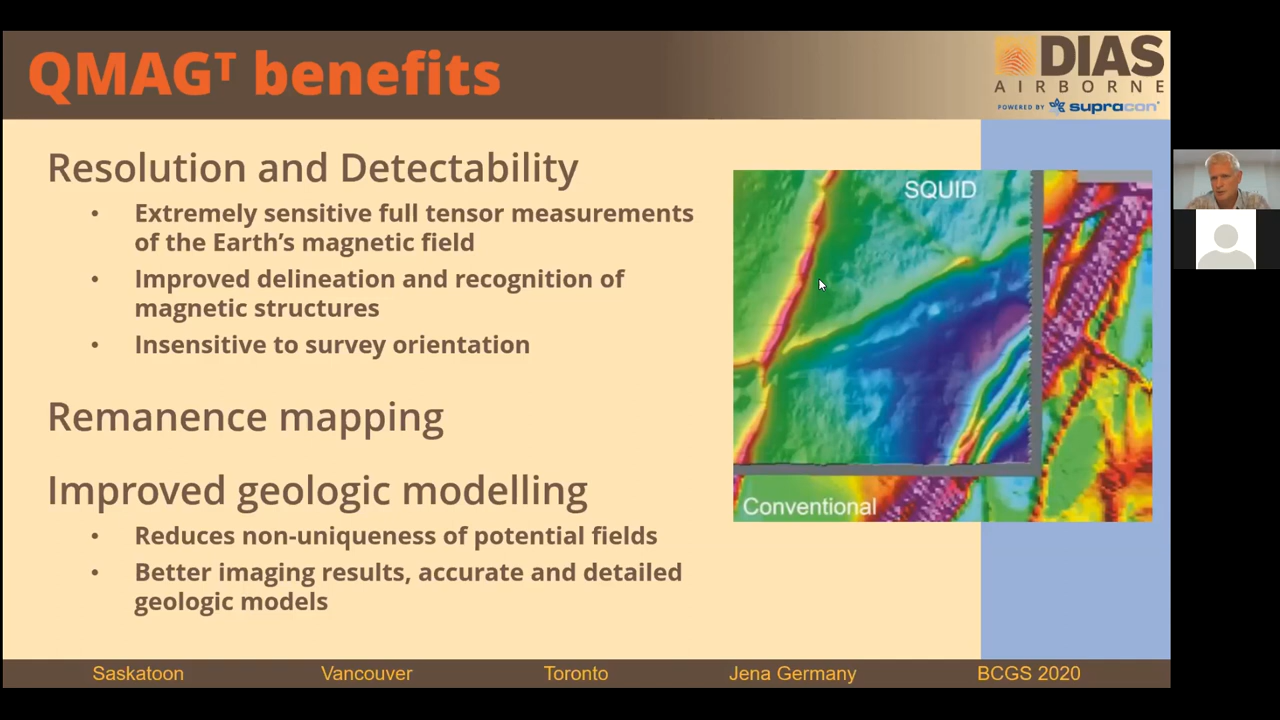 QMAGᵀ benefits
DIAS
AIRBORNE
POWERED BY supracon
Resolution and Detectability
• Extremely sensitive full tensor measurements
of the Earth’s magnetic field
• Improved delineation and recognition of
magnetic structures
• Insensitive to survey orientation
Remanence mapping
Improved geologic modelling
• Reduces non-uniqueness of potential fields
• Better imaging results, accurate and detailed
geologic models
SQUID
Conventional
Saskatoon Vancouver Toronto Jena Germany BCGS 2020